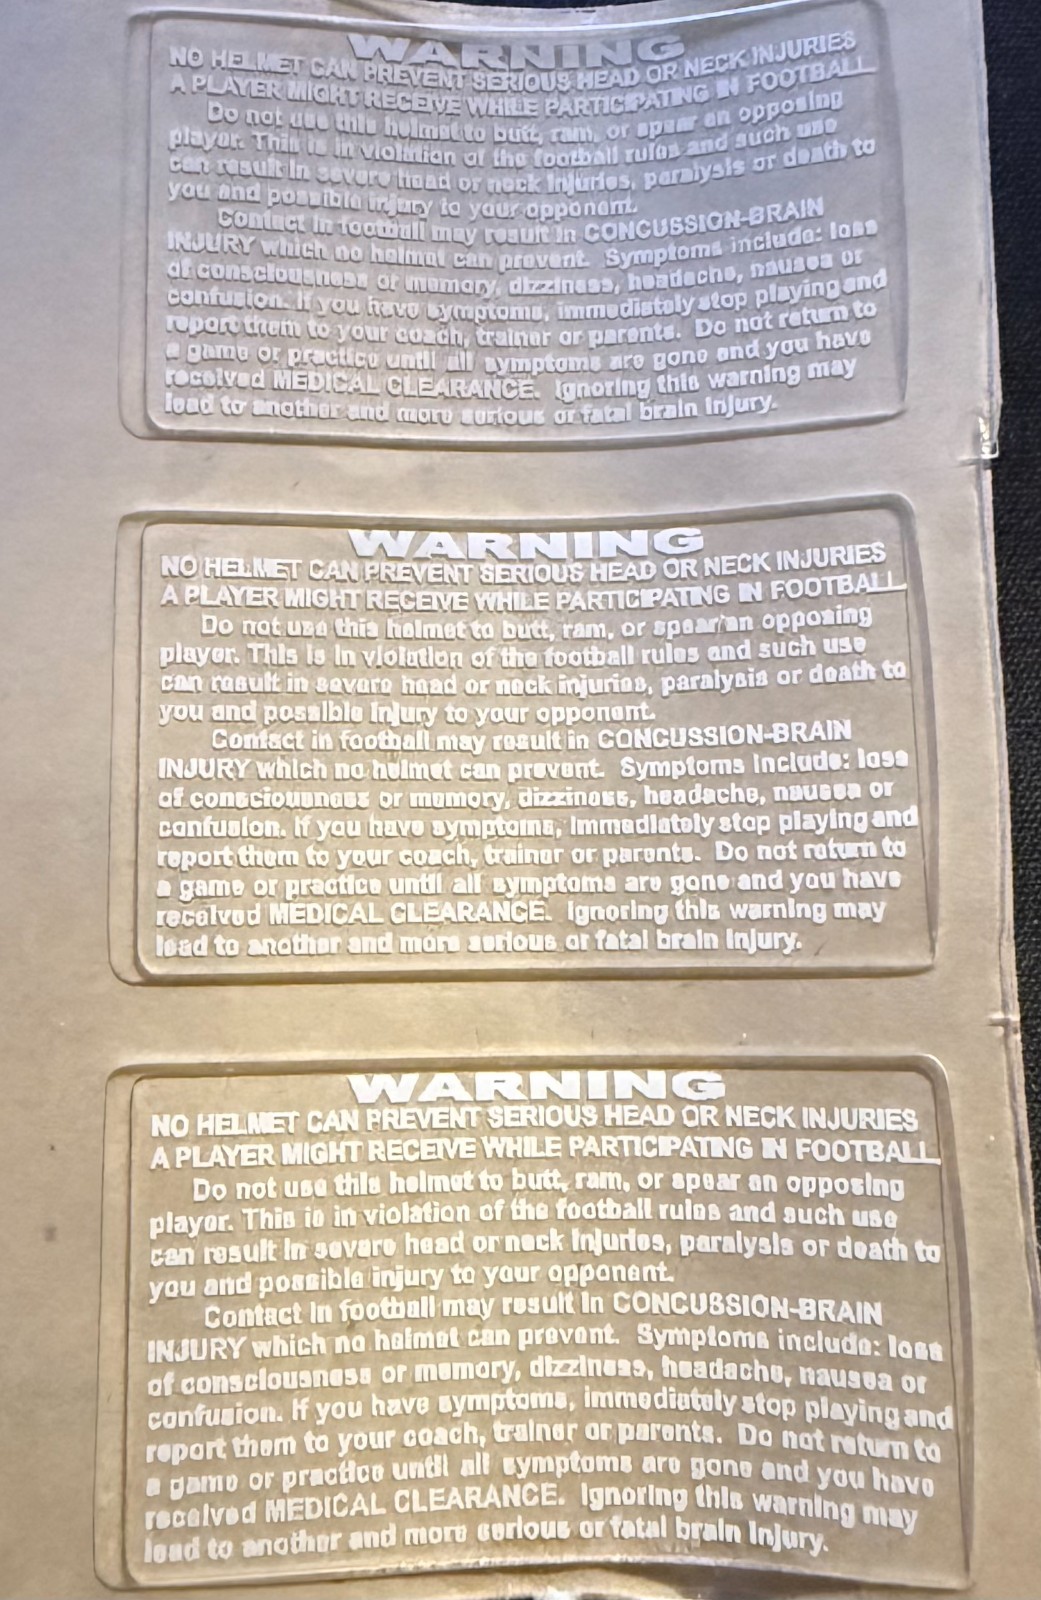 WARNING
NO HELMET CAN PREVENT SERIOUS HEAD OR NECK INJURIES
A PLAYER MIGHT RECEIVE WHILE PARTICIPATING IN FOOTBALL
Do not use this helmet to butt, ram, or spear an opposing
player. This is in violation of the football rules and such use
can result in severe head or neck injuries, paralysis or death to
you and possible injury to your opponent.
Contact in football may result in CONCUSSION-BRAIN
INJURY which no helmet can prevent. Symptoms include: loss
of consciousness or memory, dizziness, headache, nausea or
confusion. If you have symptoms, immediately stop playing and
report them to your coach, trainer or parents. Do not return to
a game or practice until all symptoms are gone and you have
received MEDICAL CLEARANCE. Ignoring this warning may
lead to another and more serious or fatal brain injury.
WARNING
NO HELMET CAN PREVENT SERIOUS HEAD OR NECK INJURIES
A PLAYER MIGHT RECEIVE WHILE PARTICIPATING IN FOOTBALL
Do not use this helmet to butt, ram, or spear an opposing
player. This is in violation of the football rules and such use
can result in severe head or neck injuries, paralysis or death to
you and possible injury to your opponent.
Contact in football may result in CONCUSSION-BRAIN
INJURY which no helmet can prevent. Symptoms include: loss
of consciousness or memory, dizziness, headache, nausea or
confusion. If you have symptoms, immediately stop playing and
report them to your coach, trainer or parents. Do not return to
a game or practice until all symptoms are gone and you have
received MEDICAL CLEARANCE. Ignoring this warning may
lead to another and more serious or fatal brain injury.
WARNING
NO HELMET CAN PREVENT SERIOUS HEAD OR NECK INJURIES
A PLAYER MIGHT RECEIVE WHILE PARTICIPATING IN FOOTBALL
Do not use this helmet to butt, ram, or spear an opposing
player. This is in violation of the football rules and such use
can result in severe head or neck injuries, paralysis or death to
you and possible injury to your opponent.
Contact in football may result in CONCUSSION-BRAIN
INJURY which no helmet can prevent. Symptoms include: loss
of consciousness or memory, dizziness, headache, nausea or
confusion. If you have symptoms, immediately stop playing and
report them to your coach, trainer or parents. Do not return to
a game or practice until all symptoms are gone and you have
received MEDICAL CLEARANCE. Ignoring this warning may
lead to another and more serious or fatal brain injury.